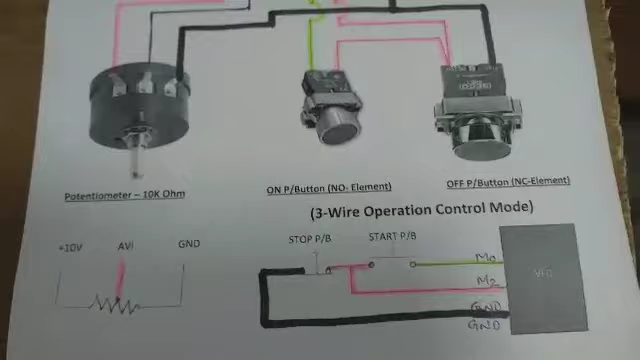 Potentiometer – 10K Ohm
ON P/Button (NO- Element)
OFF P/Button (NC-Element)
(3-Wire Operation Control Mode)
+10V AVI GND
STOP P/B START P/B
M0
M2
GND
GND
VFD